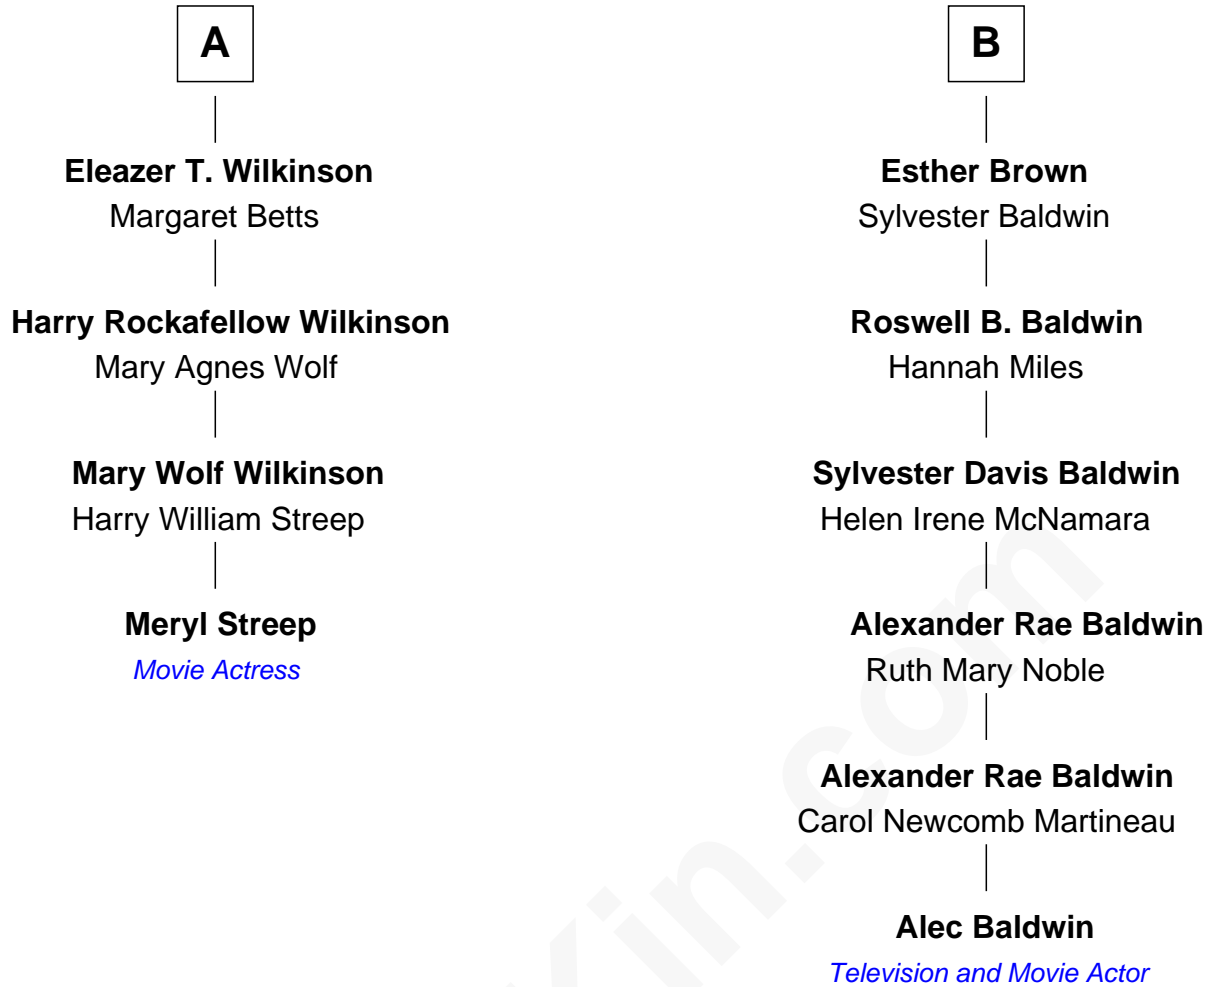 A
Eleazer T. Wilkinson
Margaret Betts
Harry Rockafellow Wilkinson
Mary Agnes Wolf
Mary Wolf Wilkinson
Harry William Streep
Meryl Streep
Movie Actress
B
Esther Brown
Sylvester Baldwin
Roswell B. Baldwin
Hannah Miles
Sylvester Davis Baldwin
Helen Irene McNamara
Alexander Rae Baldwin
Ruth Mary Noble
Alexander Rae Baldwin
Carol Newcomb Martineau
Alec Baldwin
Television and Movie Actor